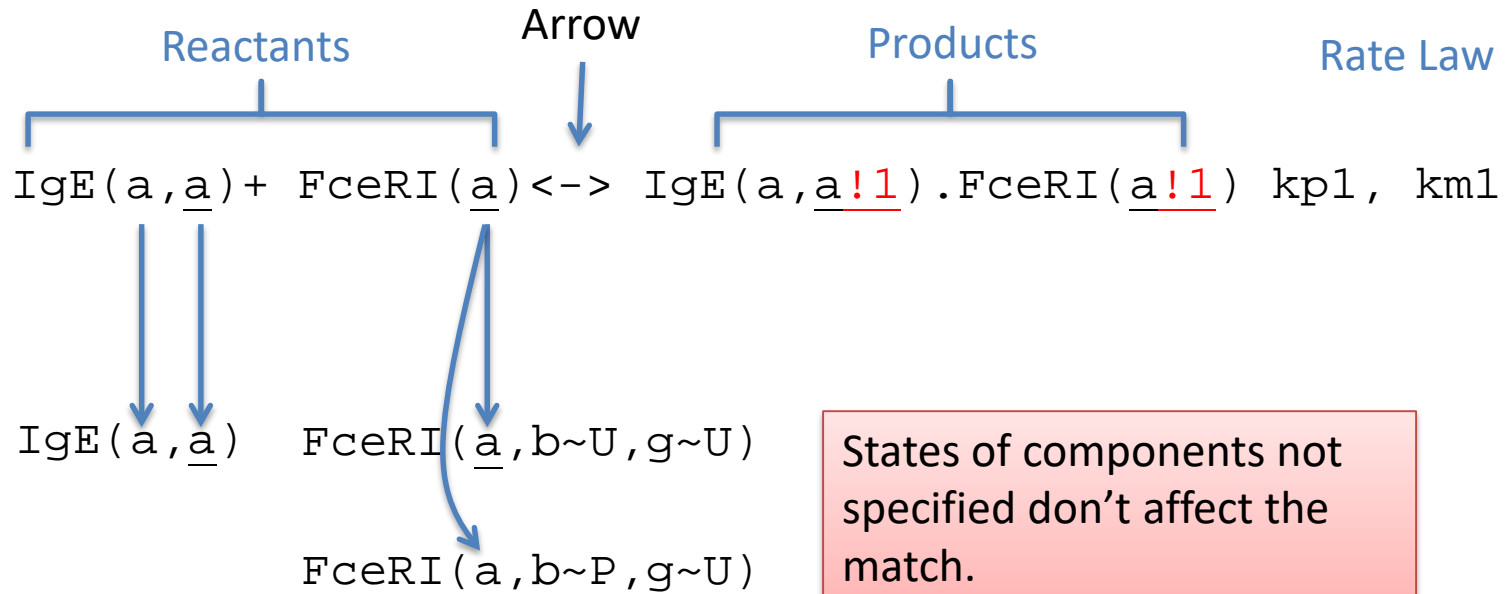 Reactants Arrow Products Rate Law
IgE(a,a)+ FceRI(a)<-> IgE(a,a!1).FceRI(a!1) kp1, km1
IgE(a,a) FceRI(a,b~U,g~U)
FceRI(a,b~P,g~U)
States of components not
specified don’t affect the
match.